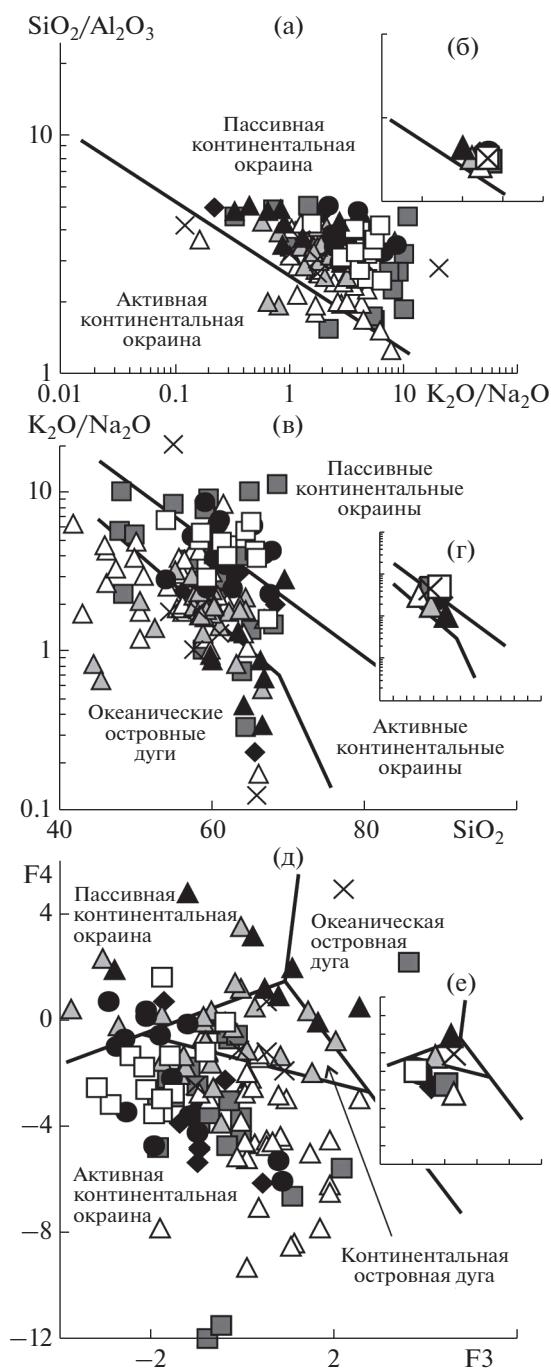 SiO2/Al2O3
(а)
(б)
10
Пассивная
континентальная
окраина
Активная
континентальная
окраина
1
0.01
0.1
1
10
K2O/Na2O
K2O/Na2O
(в)
Пассивные
континентальные
окраины
10
(г)
1
Океанические
островные
дуги
Активные
континентальные
окраины
0.1
40
60
80
SiO2
(д)
F4
Пассивная
континентальная
окраина
Океаническая
островная
дуга
4
(е)
0
−4
Активная
континентальная
окраина
−8
Континентальная
островная дуга
−12
−2
2
F3